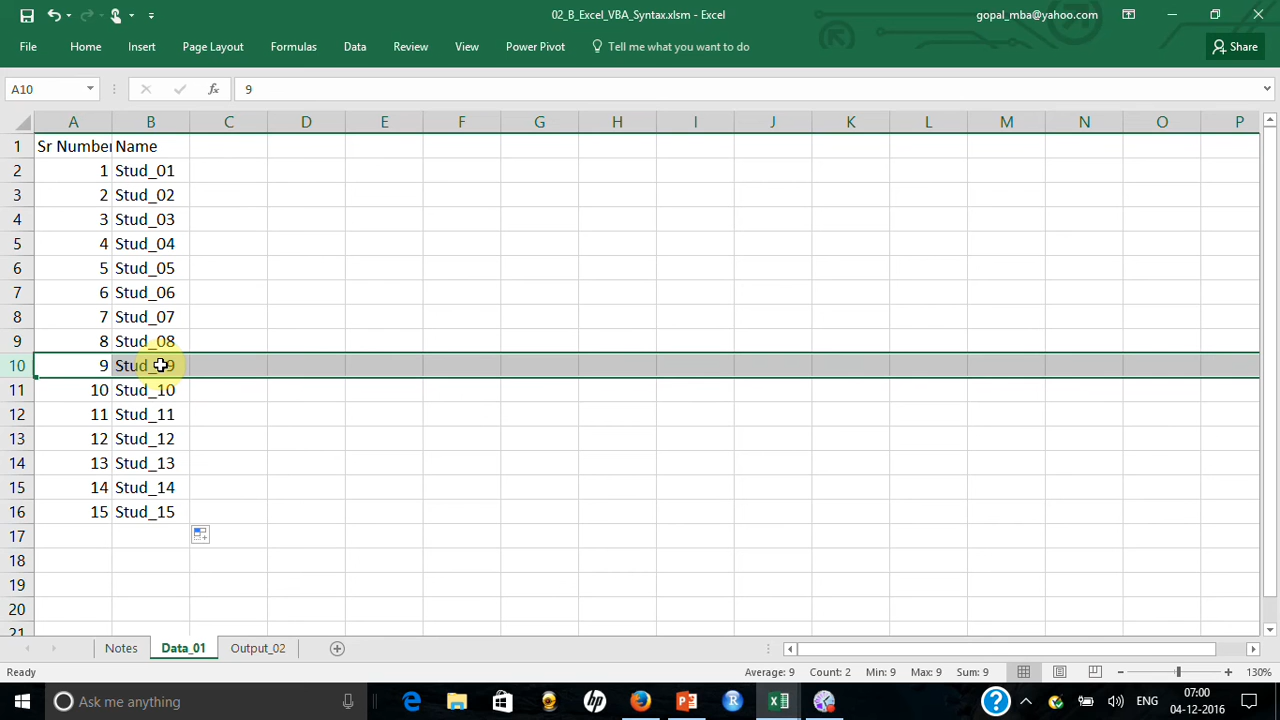 02_B_Excel_VBA_Syntax.xlsm - Excel
gopal_mba@yahoo.com
File Home Insert Page Layout Formulas Data Review View Power Pivot Tell me what you want to do Share
A10 fx 9
A B C D E F G H I J K L M N O P
1 Sr Number Name
2 1 Stud_01
3 2 Stud_02
4 3 Stud_03
5 4 Stud_04
6 5 Stud_05
7 6 Stud_06
8 7 Stud_07
9 8 Stud_08
10 9 Stud_09
11 10 Stud_10
12 11 Stud_11
13 12 Stud_12
14 13 Stud_13
15 14 Stud_14
16 15 Stud_15
17
18
19
20
21
Notes Data_01 Output_02
Ready Average: 9 Count: 2 Min: 9 Max: 9 Sum: 9 130%
Ask me anything ENG 07:00
04-12-2016